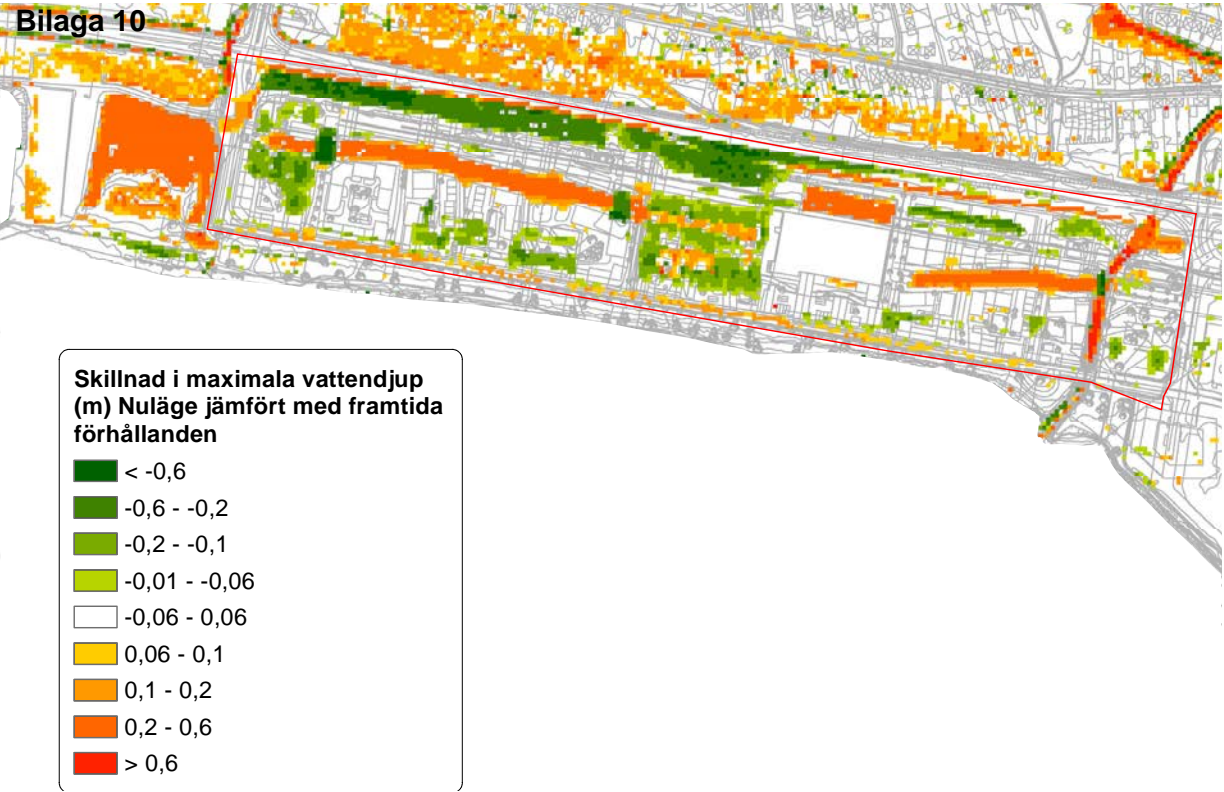 Bilaga 10
Skillnad i maximala vattendjup
(m) Nuläge jämfört med framtida
förhållanden
< -0,6
-0,6 - -0,2
-0,2 - -0,1
-0,01 - -0,06
-0,06 - 0,06
0,06 - 0,1
0,1 - 0,2
0,2 - 0,6
> 0,6